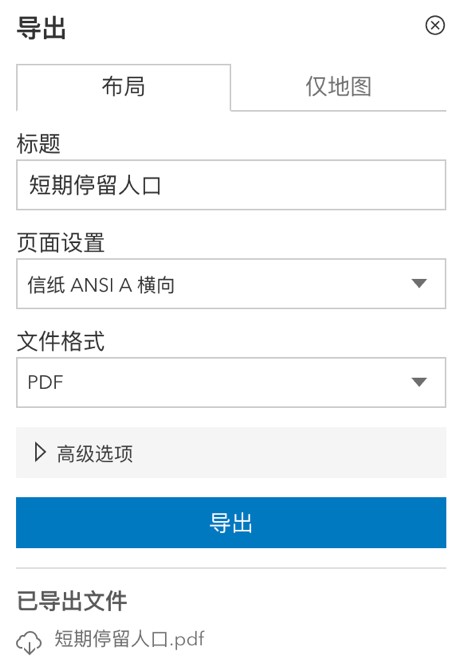 导出
布局
仅地图
标题
短期停留人口
页面设置
信纸 ANSI A 横向
文件格式
PDF
高级选项
导出
已导出文件
短期停留人口.pdf